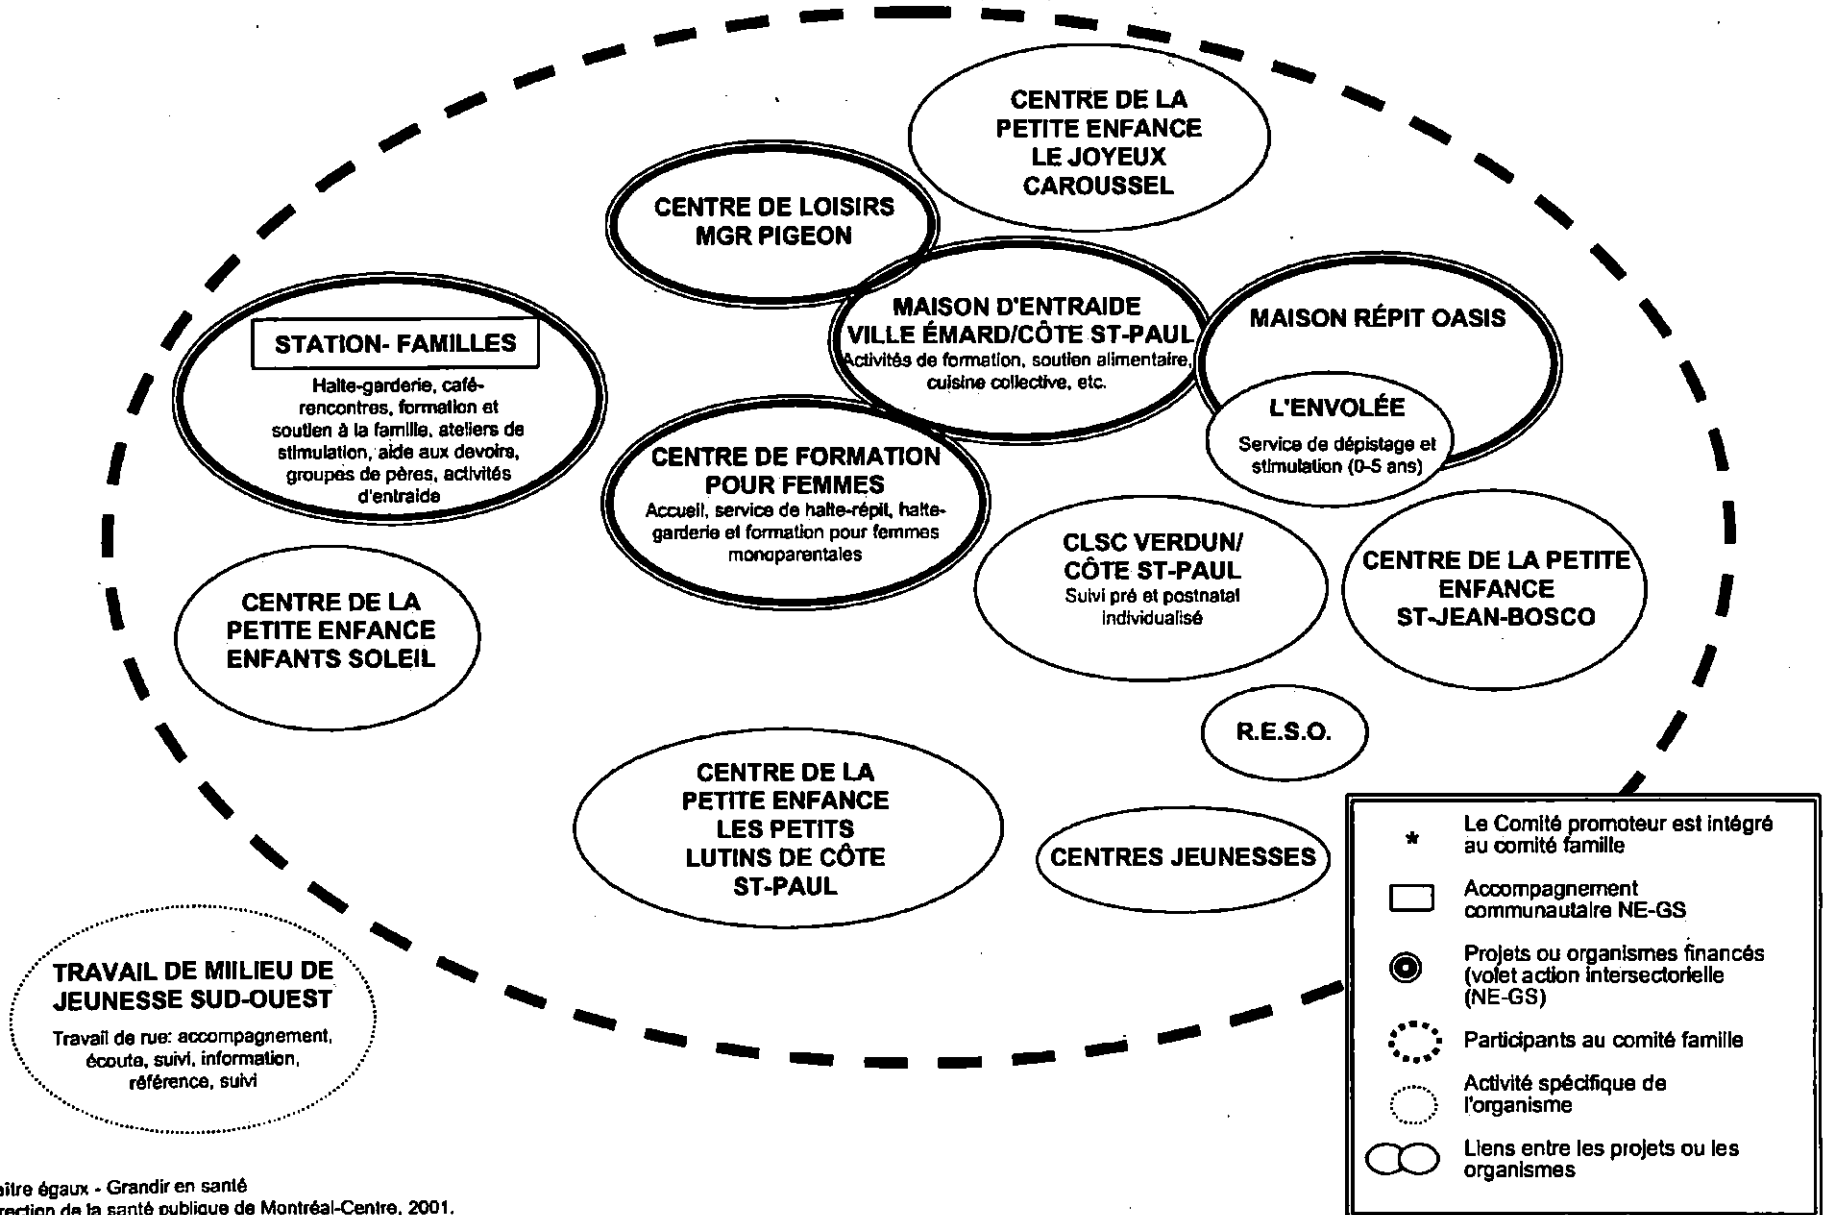 CENTRE DE LA
PETITE ENFANCE
LE JOYEUX
CAROUSSEL
CENTRE DE LOISIRS
MGR PIGEON
MAISON D'ENTRAIDE
VILLE ÉMARD/CÔTE ST-PAUL
Activités de formation, soutien alimentaire,
cuisine collective, etc.
MAISON RÉPIT OASIS
L'ENVOLÉE
Service de dépistage et
stimulation (0-5 ans)
STATION- FAMILLES
Halte-garderie, café-
rencontres, formation et
soutien à la famille, ateliers de
stimulation, aide aux devoirs,
groupes de pères, activités
d'entraide
CENTRE DE FORMATION
POUR FEMMES
Accueil, service de halte-répit, halte-
garderie et formation pour femmes
monoparentales
CLSC VERDUN/
CÔTE ST-PAUL
Suivi pré et postnatal
individualisé
CENTRE DE LA PETITE
ENFANCE
ST-JEAN-BOSCO
CENTRE DE LA
PETITE ENFANCE
ENFANTS SOLEIL
R.E.S.O.
CENTRE DE LA
PETITE ENFANCE
LES PETITS
LUTINS DE CÔTE
ST-PAUL
CENTRES JEUNESSES
TRAVAIL DE MIILIEU DE
JEUNESSE SUD-OUEST
Travail de rue: accompagnement,
écoute, suivi, information,
référence, suivi
* Le Comité promoteur est intégré
au comité famille
Accompagnement
communautaire NE-GS
Projets ou organismes financés
(volet action intersectorielle
(NE-GS)
Participants au comité famille
Activité spécifique de
l'organisme
Liens entre les projets ou les
organismes
aître égaux - Grandir en santé
rection de la santé publique de Montréal-Centre, 2001.